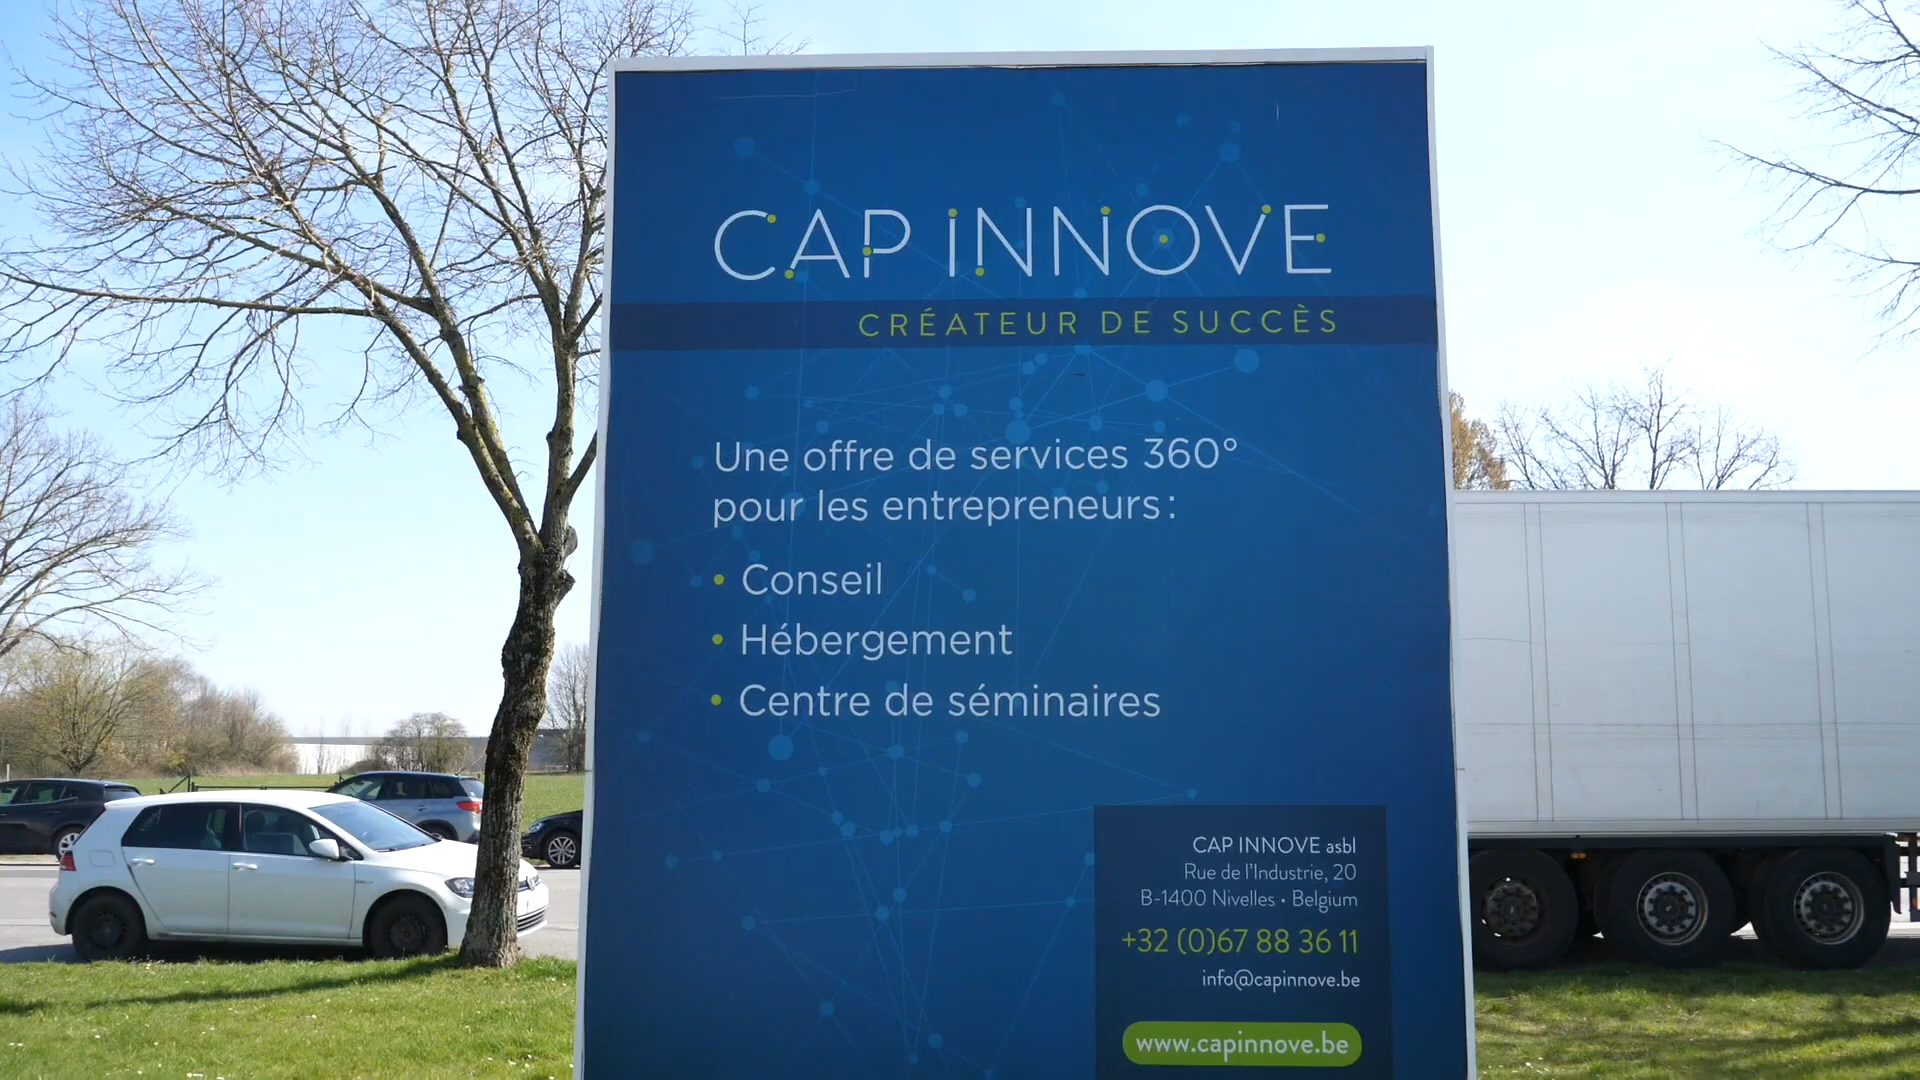 CAP INNOVE
CRÉATEUR DE SUCCÈS
Une offre de services 360°
pour les entrepreneurs :
• Conseil
• Hébergement
• Centre de séminaires
CAP INNOVE asbl
Rue de l'Industrie, 20
B-1400 Nivelles • Belgium
+32 (0)67 88 36 11
info@capinnove.be
www.capinnove.be